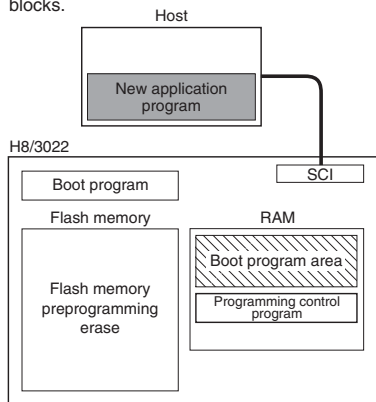 blocks.
Host
New application
program
H8/3022
SCI
Boot program
Flash memory
RAM
Flash memory
preprogramming
erase
Boot program area
Programming control
program